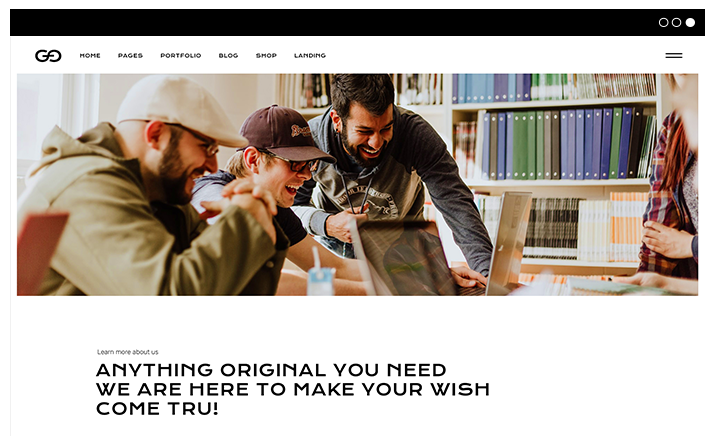 HOME PAGES PORTFOLIO BLOG SHOP LANDING
Learn more about us
ANYTHING ORIGINAL YOU NEED
WE ARE HERE TO MAKE YOUR WISH
COME TRU!